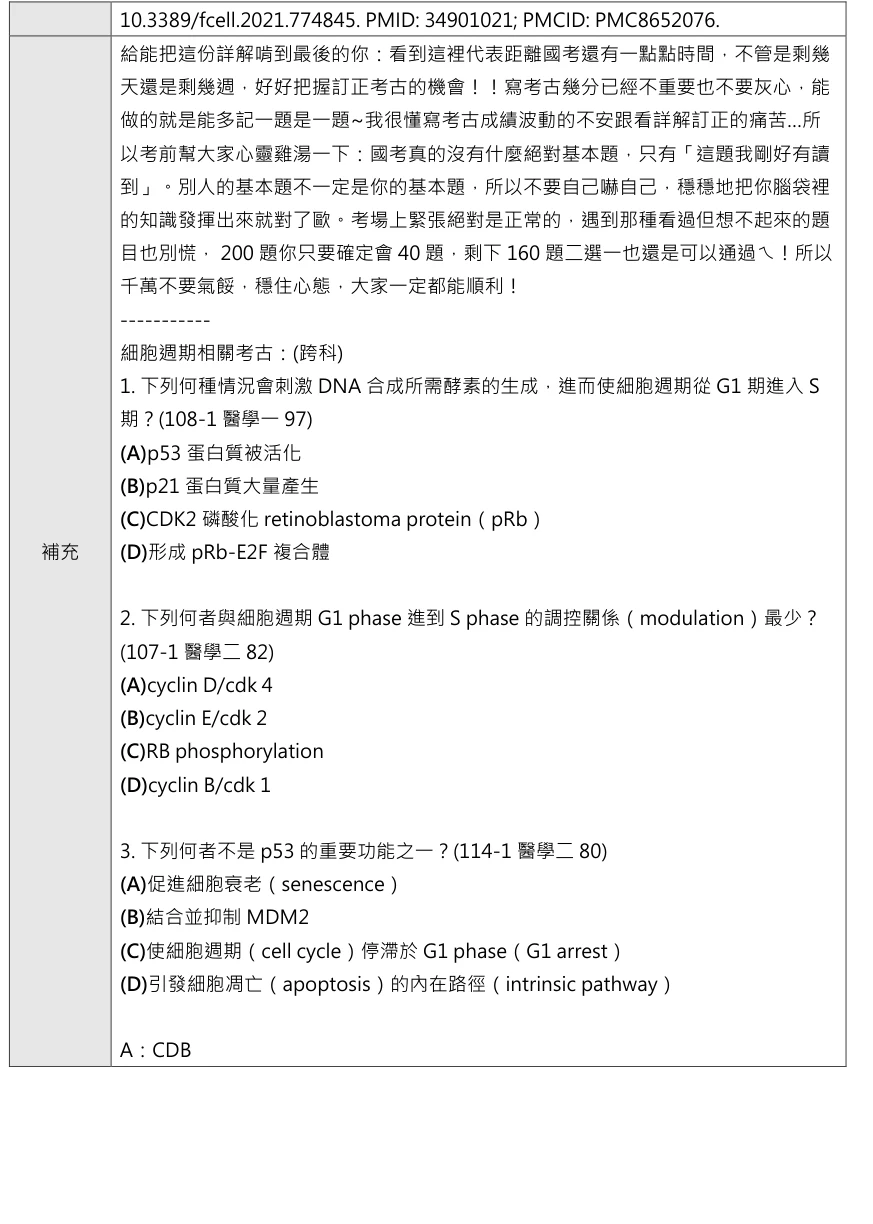 10.3389/fcell.2021.774845. PMID: 34901021; PMCID: PMC8652076.
補充
給能把這份詳解啃到最後的你：看到這裡代表距離國考還有一點點時間，不管是剩幾
天還是剩幾週，好好把握訂正考古的機會！！寫考古幾分已經不重要也不要灰心，能
做的就是能多記一題是一題~我很懂寫考古成績波動的不安跟看詳解訂正的痛苦…所
以考前幫大家心靈雞湯一下：國考真的沒有什麼絕對基本題，只有「這題我剛好有讀
到」。別人的基本題不一定是你的基本題，所以不要自己嚇自己，穩穩地把你腦袋裡
的知識發揮出來就對了歐。考場上緊張絕對是正常的，遇到那種看過但想不起來的題
目也別慌， 200 題你只要確定會 40 題，剩下 160 題二選一也還是可以通過ㄟ！所以
千萬不要氣餒，穩住心態，大家一定都能順利！
-----------
細胞週期相關考古：(跨科)
1. 下列何種情況會刺激 DNA 合成所需酵素的生成，進而使細胞週期從 G1 期進入 S
期？(108-1 醫學一 97)
(A)p53 蛋白質被活化
(B)p21 蛋白質大量產生
(C)CDK2 磷酸化 retinoblastoma protein（pRb）
(D)形成 pRb-E2F 複合體
2. 下列何者與細胞週期 G1 phase 進到 S phase 的調控關係（modulation）最少？
(107-1 醫學二 82)
(A)cyclin D/cdk 4
(B)cyclin E/cdk 2
(C)RB phosphorylation
(D)cyclin B/cdk 1
3. 下列何者不是 p53 的重要功能之一？(114-1 醫學二 80)
(A)促進細胞衰老（senescence）
(B)結合並抑制 MDM2
(C)使細胞週期（cell cycle）停滯於 G1 phase（G1 arrest）
(D)引發細胞凋亡（apoptosis）的內在路徑（intrinsic pathway）
A：CDB